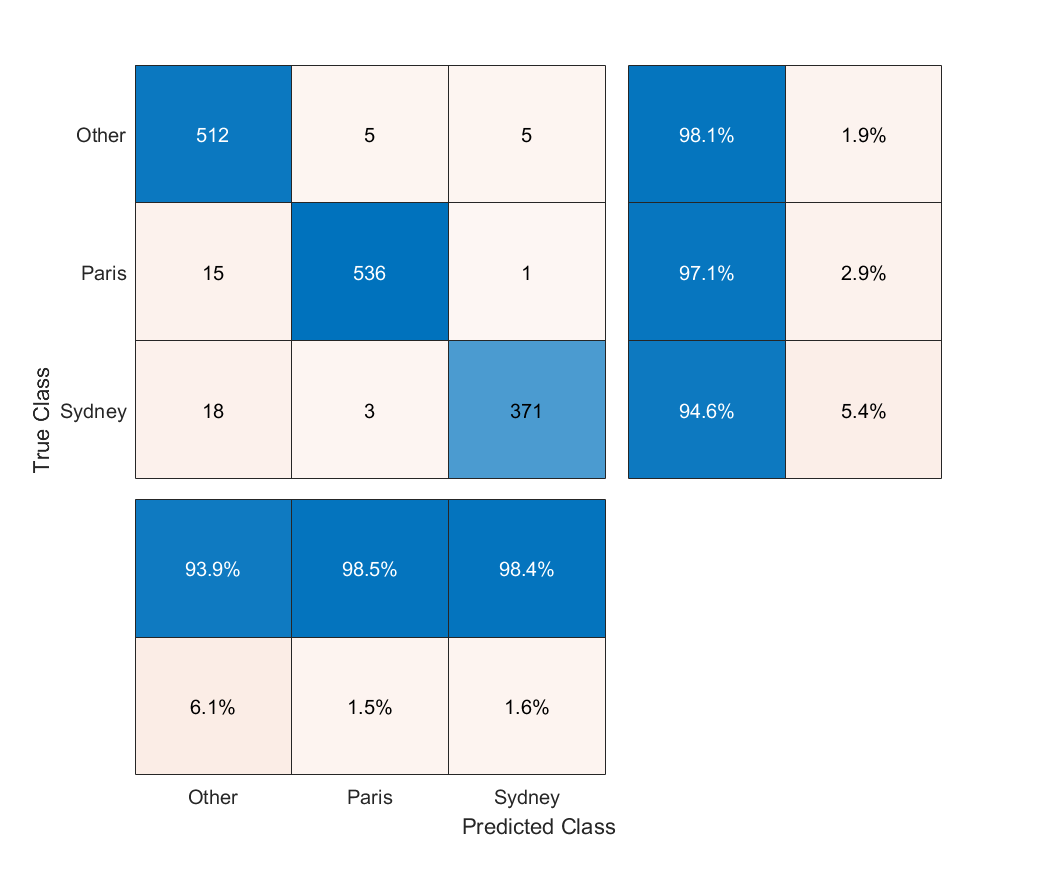 Other 512 5 5 98.1% 1.9%
Paris 15 536 1 97.1% 2.9%
Sydney 18 3 371 94.6% 5.4%
True Class
93.9% 98.5% 98.4%
6.1% 1.5% 1.6%
Other Paris Sydney
Predicted Class